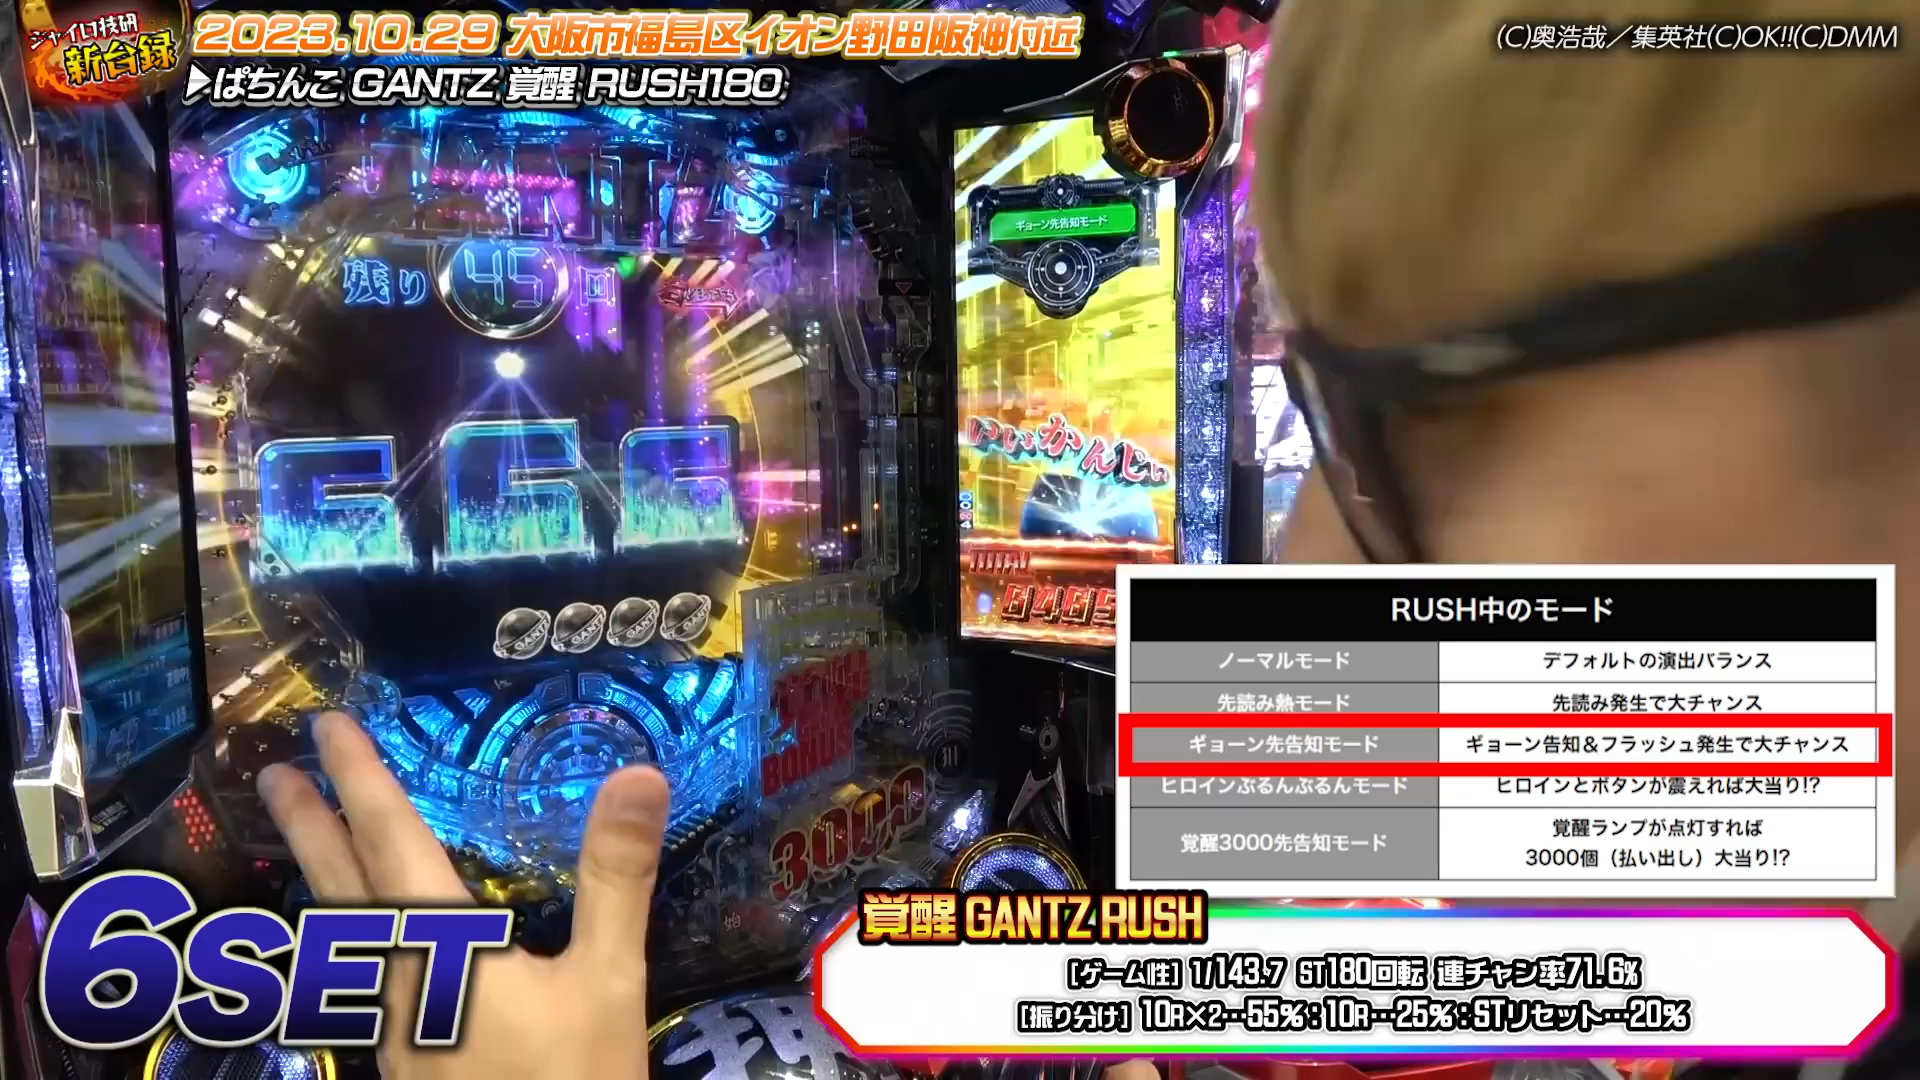 ジャイロ技研
新台録
2023.10.29 大阪市福島区イオン野田阪神付近
▶ぱちんこ GANTZ 覚醒 RUSH180
(C)奥浩哉／集英社(C)OK!!(C)DMM
ギョーン先告知モード
残り 45 回
666
いいかんじぃ
GANTZ GANTZ GANTZ GANTZ
TOTAL
BONUS
3000
RUSH中のモード
ノーマルモード デフォルトの演出バランス
先読み熱モード 先読み発生で大チャンス
ギョーン先告知モード ギョーン告知＆フラッシュ発生で大チャンス
ヒロインぷるんぷるんモード ヒロインとボタンが震えれば大当り!?
覚醒3000先告知モード 覚醒ランプが点灯すれば
3000個（払い出し）大当り!?
6SET
覚醒 GANTZ RUSH
[ゲーム性] 1/143.7 ST180回転 連チャン率71.6%
[振り分け] 10R×2…55%：10R…25%：STリセット…20%